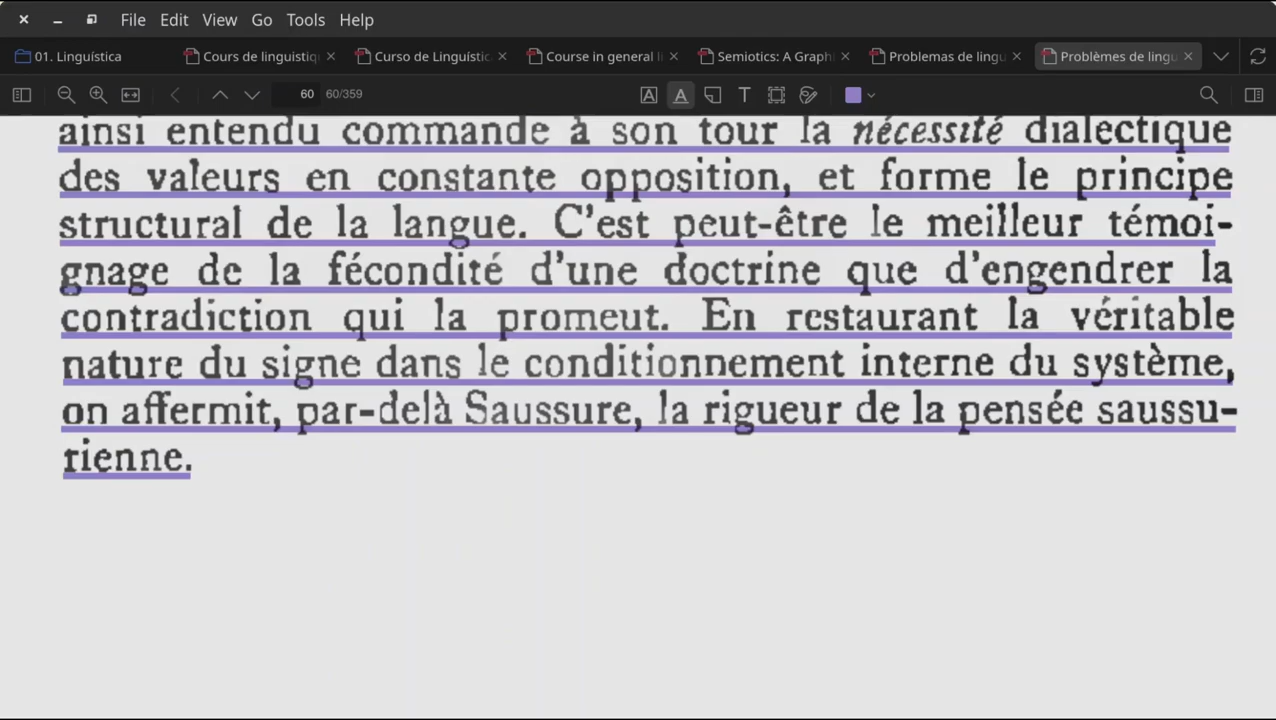 File Edit View Go Tools Help
01. Linguística Cours de linguistiq Curso de Linguístic Course in general li Semiotics: A Graphi Problemas de lingu Problèmes de lingu
60 60/359
ainsi entendu commande à son tour la nécessité dialectique
des valeurs en constante opposition, et forme le principe
structural de la langue. C'est peut-être le meilleur témoi-
gnage de la fécondité d'une doctrine que d'engendrer la
contradiction qui la promeut. En restaurant la véritable
nature du signe dans le conditionnement interne du système,
on affermit, par-delà Saussure, la rigueur de la pensée saussu-
rienne.